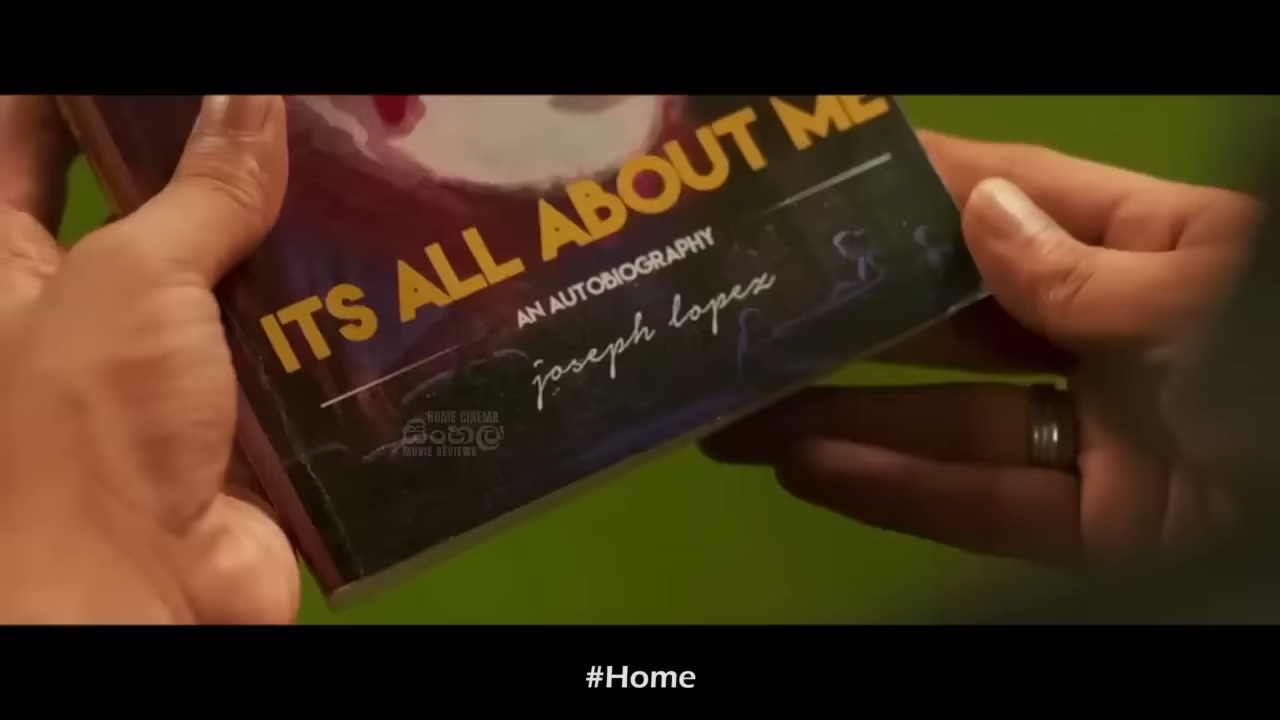 ITS ALL ABOUT ME
AN AUTOBIOGRAPHY
joseph lopez
HOME CINEMA
සිංහල
MOVIE REVIEWS
#Home